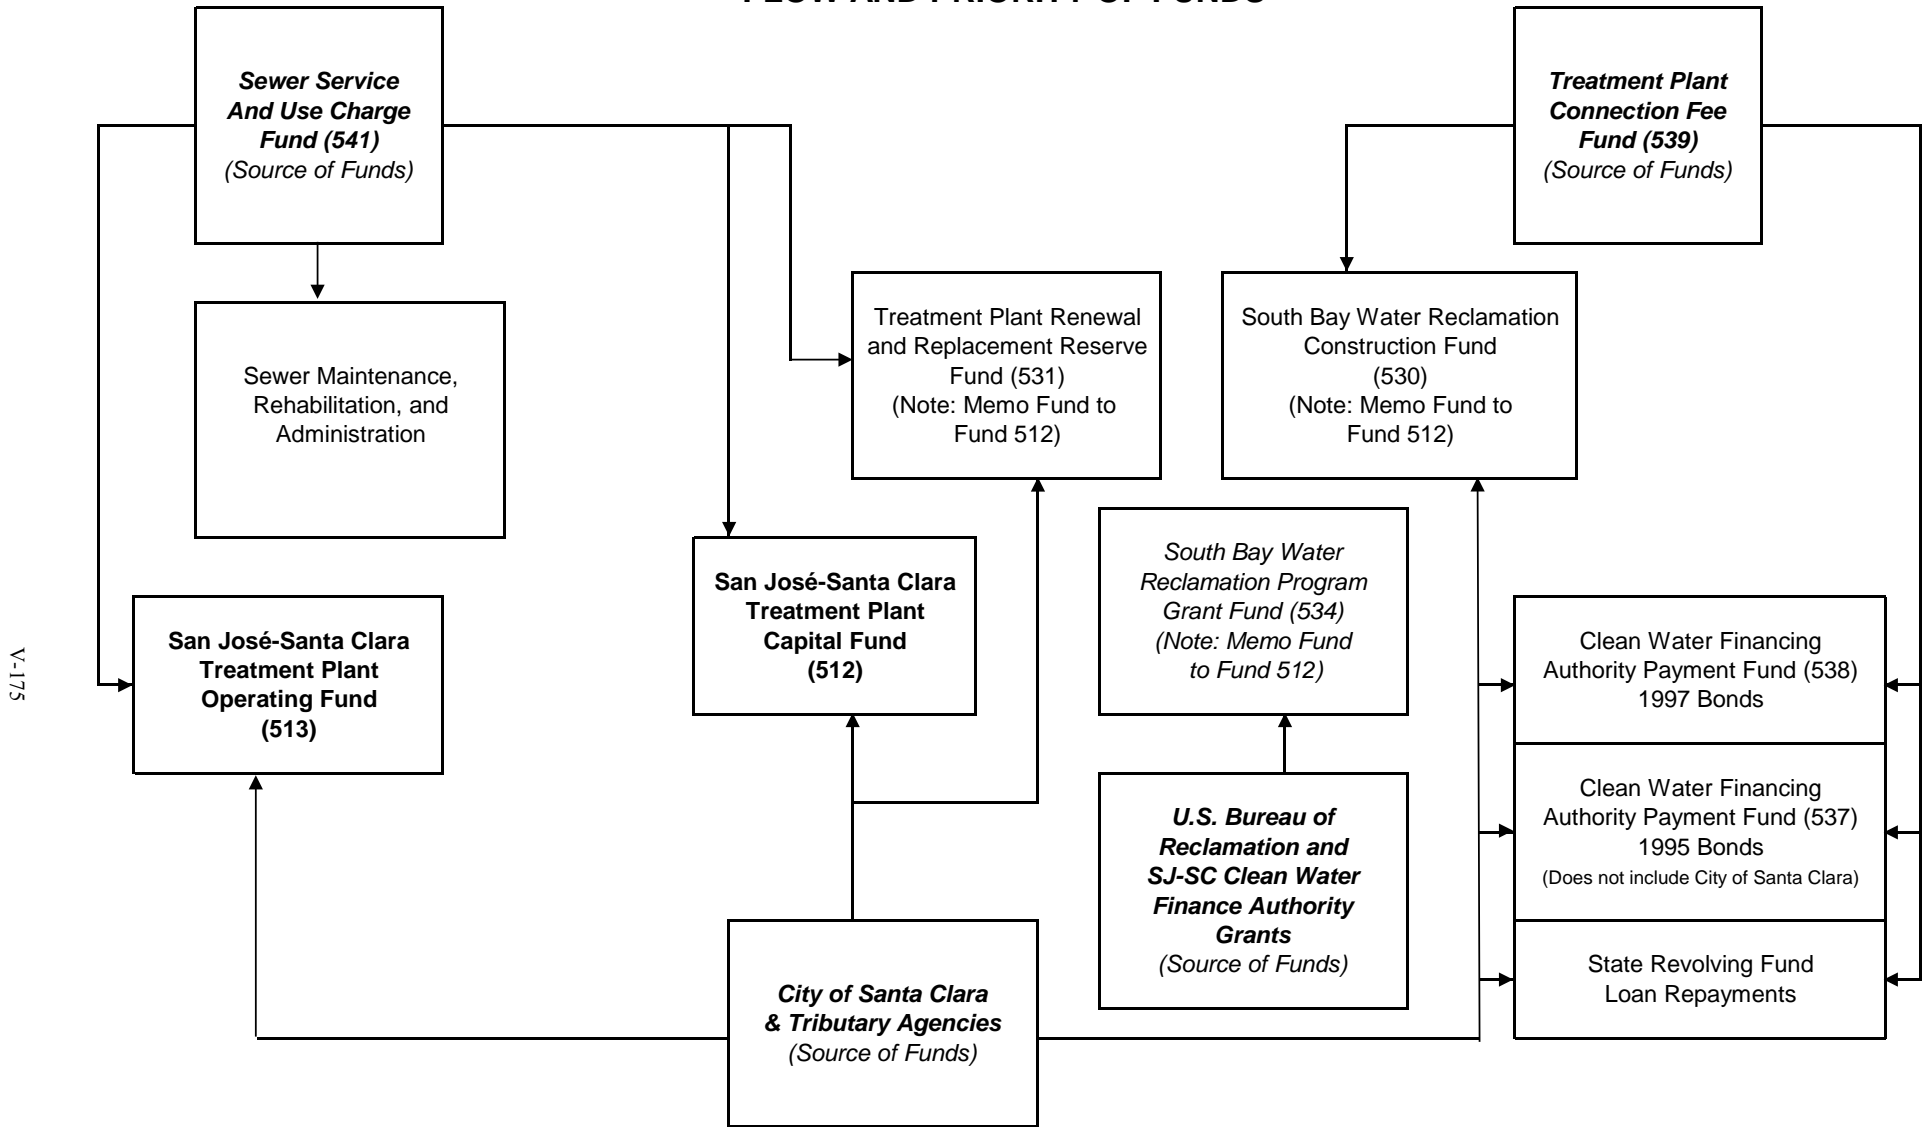 FLOW AND PRIORITY OF FUNDS
Sewer Service
And Use Charge
Fund (541)
(Source of Funds)
Treatment Plant
Connection Fee
Fund (539)
(Source of Funds)
Sewer Maintenance,
Rehabilitation, and
Administration
Treatment Plant Renewal
and Replacement Reserve
Fund (531)
(Note: Memo Fund to
Fund 512)
South Bay Water Reclamation
Construction Fund
(530)
(Note: Memo Fund to
Fund 512)
San José-Santa Clara
Treatment Plant
Operating Fund
(513)
San José-Santa Clara
Treatment Plant
Capital Fund
(512)
South Bay Water
Reclamation Program
Grant Fund (534)
(Note: Memo Fund
to Fund 512)
Clean Water Financing
Authority Payment Fund (538)
1997 Bonds
Clean Water Financing
Authority Payment Fund (537)
1995 Bonds
(Does not include City of Santa Clara)
State Revolving Fund
Loan Repayments
U.S. Bureau of
Reclamation and
SJ-SC Clean Water
Finance Authority
Grants
(Source of Funds)
City of Santa Clara
& Tributary Agencies
(Source of Funds)
V-175